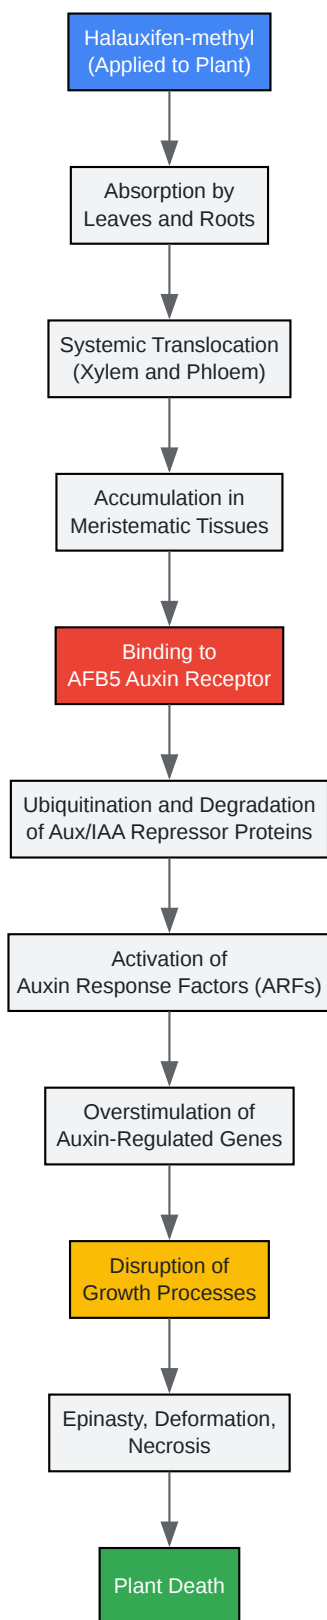 Halauxifen-methyl
(Applied to Plant)
Absorption by
Leaves and Roots
Systemic Translocation
(Xylem and Phloem)
Accumulation in
Meristematic Tissues
Binding to
AFB5 Auxin Receptor
Ubiquitination and Degradation
of Aux/IAA Repressor Proteins
Activation of
Auxin Response Factors (ARFs)
Overstimulation of
Auxin-Regulated Genes
Disruption of
Growth Processes
Epinasty, Deformation,
Necrosis
Plant Death